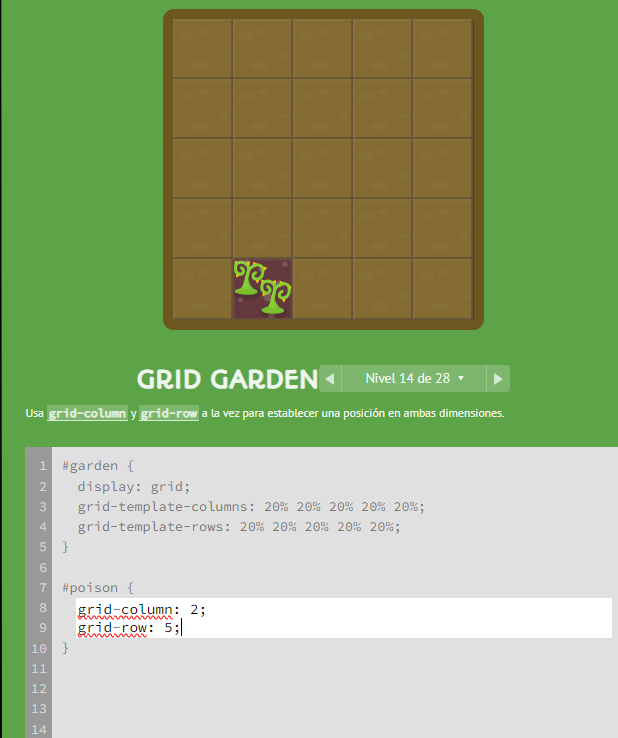 GRID GARDEN
Nivel 14 de 28
Usa grid-column y grid-row a la vez para establecer una posición en ambas dimensiones.
1 #garden {
2 display: grid;
3 grid-template-columns: 20% 20% 20% 20% 20%;
4 grid-template-rows: 20% 20% 20% 20% 20%;
5 }
6
7 #poison {
8 grid-column: 2;
9 grid-row: 5;
10 }
11
12
13
14